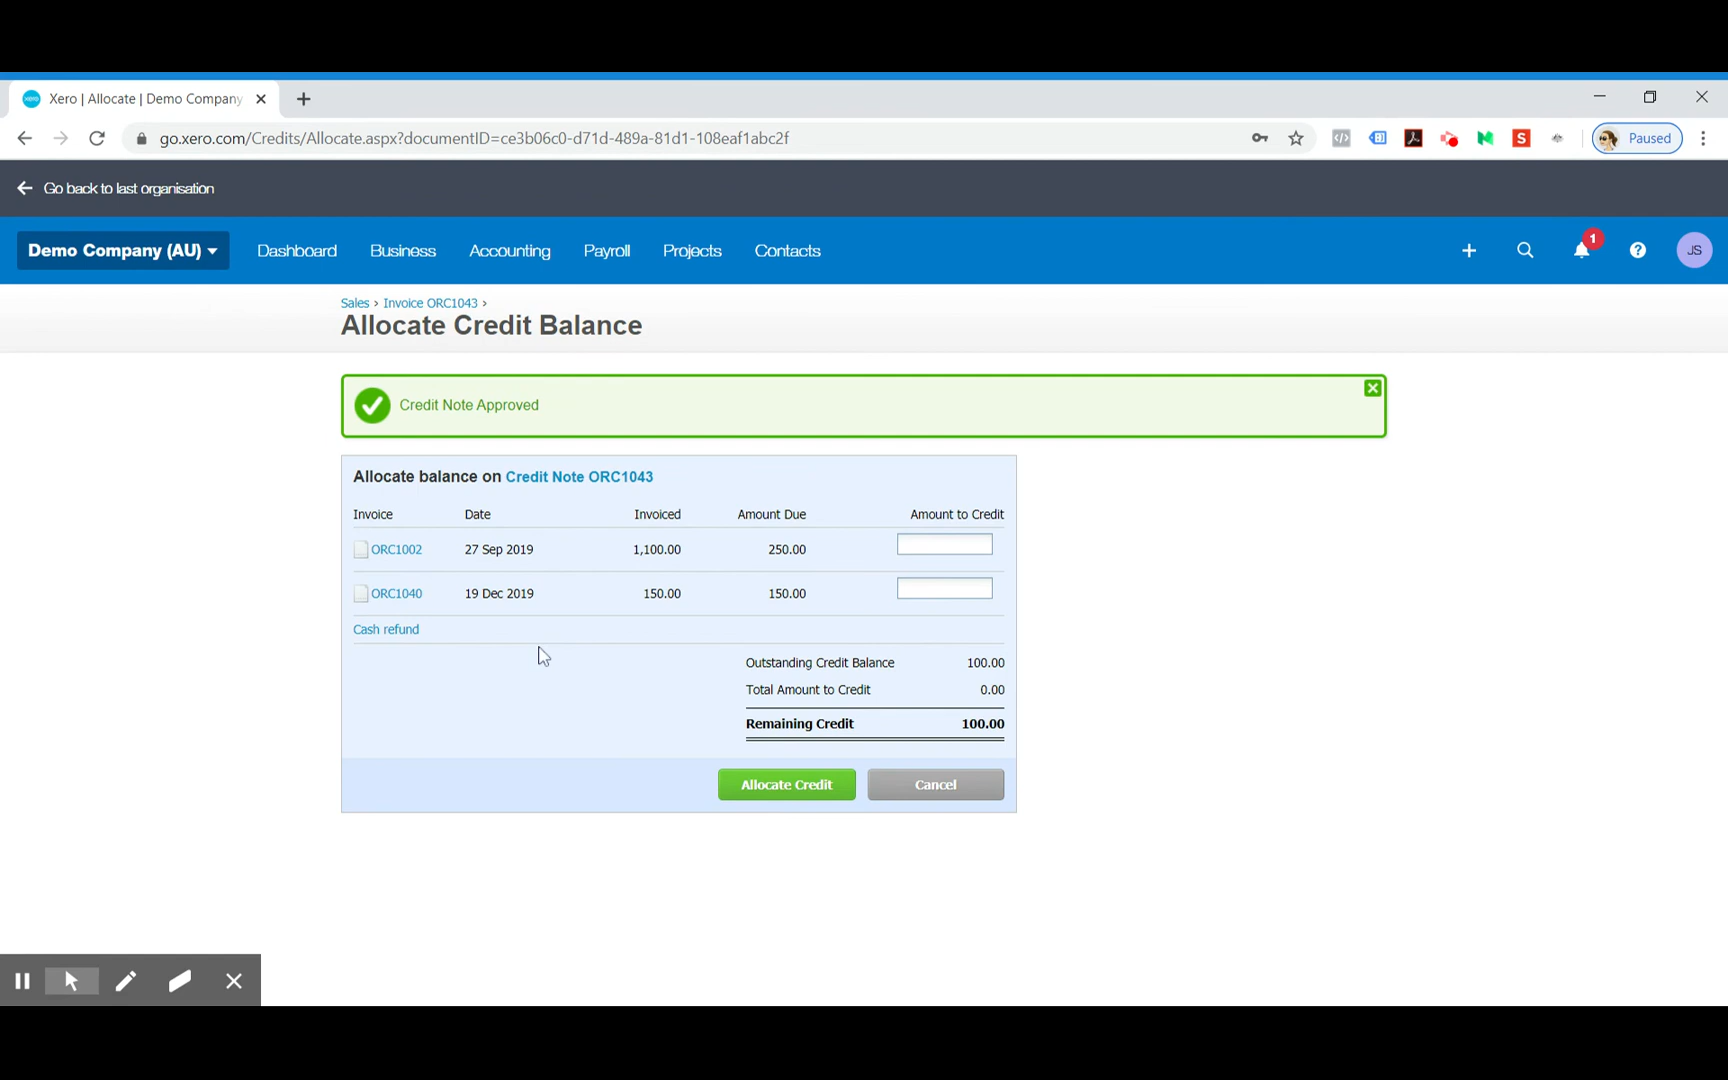 Xero | Allocate | Demo Company
go.xero.com/Credits/Allocate.aspx?documentID=ce3b06c0-d71d-489a-81d1-108eaf1abc2f
Paused
Go back to last organisation
Demo Company (AU) Dashboard Business Accounting Payroll Projects Contacts 1 ? JS
Sales > Invoice ORC1043 >
Allocate Credit Balance
Credit Note Approved
Allocate balance on Credit Note ORC1043
Invoice Date Invoiced Amount Due Amount to Credit
ORC1002 27 Sep 2019 1,100.00 250.00
ORC1040 19 Dec 2019 150.00 150.00
Cash refund
Outstanding Credit Balance 100.00
Total Amount to Credit 0.00
Remaining Credit 100.00
Allocate Credit Cancel